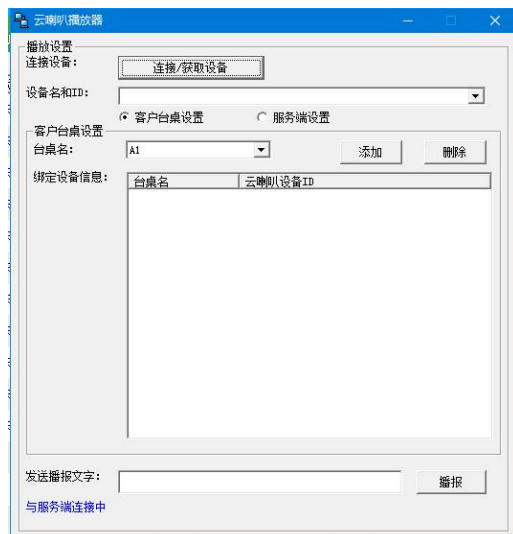 云喇叭播放器
播放设置
连接设备：
连接/获取设备
设备名和ID：
客户台桌设置
服务端设置
客户台桌设置
台桌名：
A1
添加
删除
绑定设备信息：
台桌名
云喇叭设备ID
发送播报文字：
播报
与服务端连接中